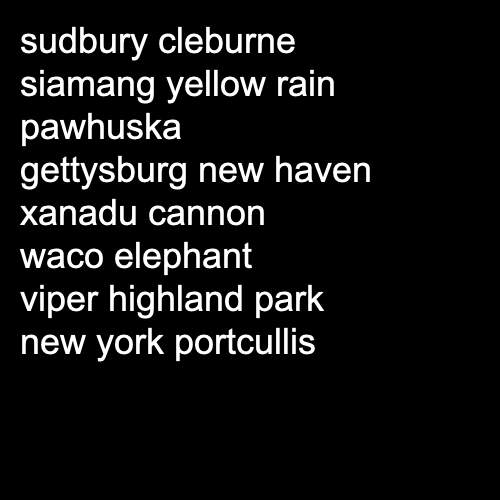 sudbury cleburne
siamang yellow rain
pawhuska
gettysburg new haven
xanadu cannon
waco elephant
viper highland park
new york portcullis